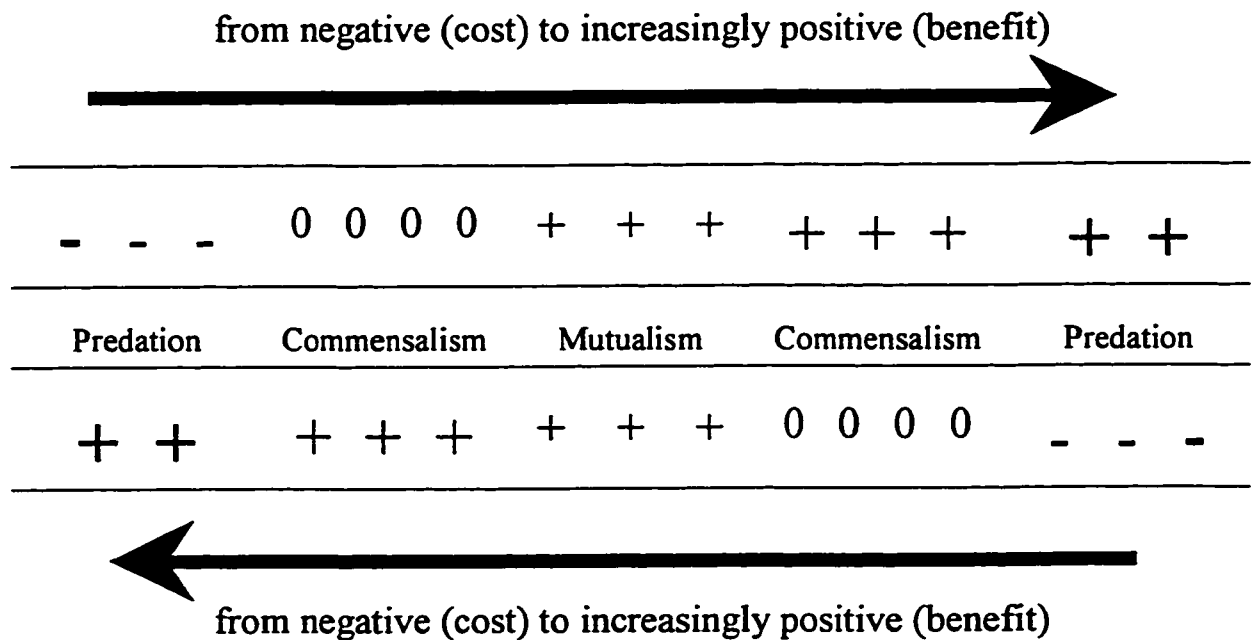 from negative (cost) to increasingly positive (benefit)
- - - 0 0 0 0 + + + + + + + +
Predation Commensalism Mutualism Commensalism Predation
+ + + + + + + + 0 0 0 0 - - -
from negative (cost) to increasingly positive (benefit)